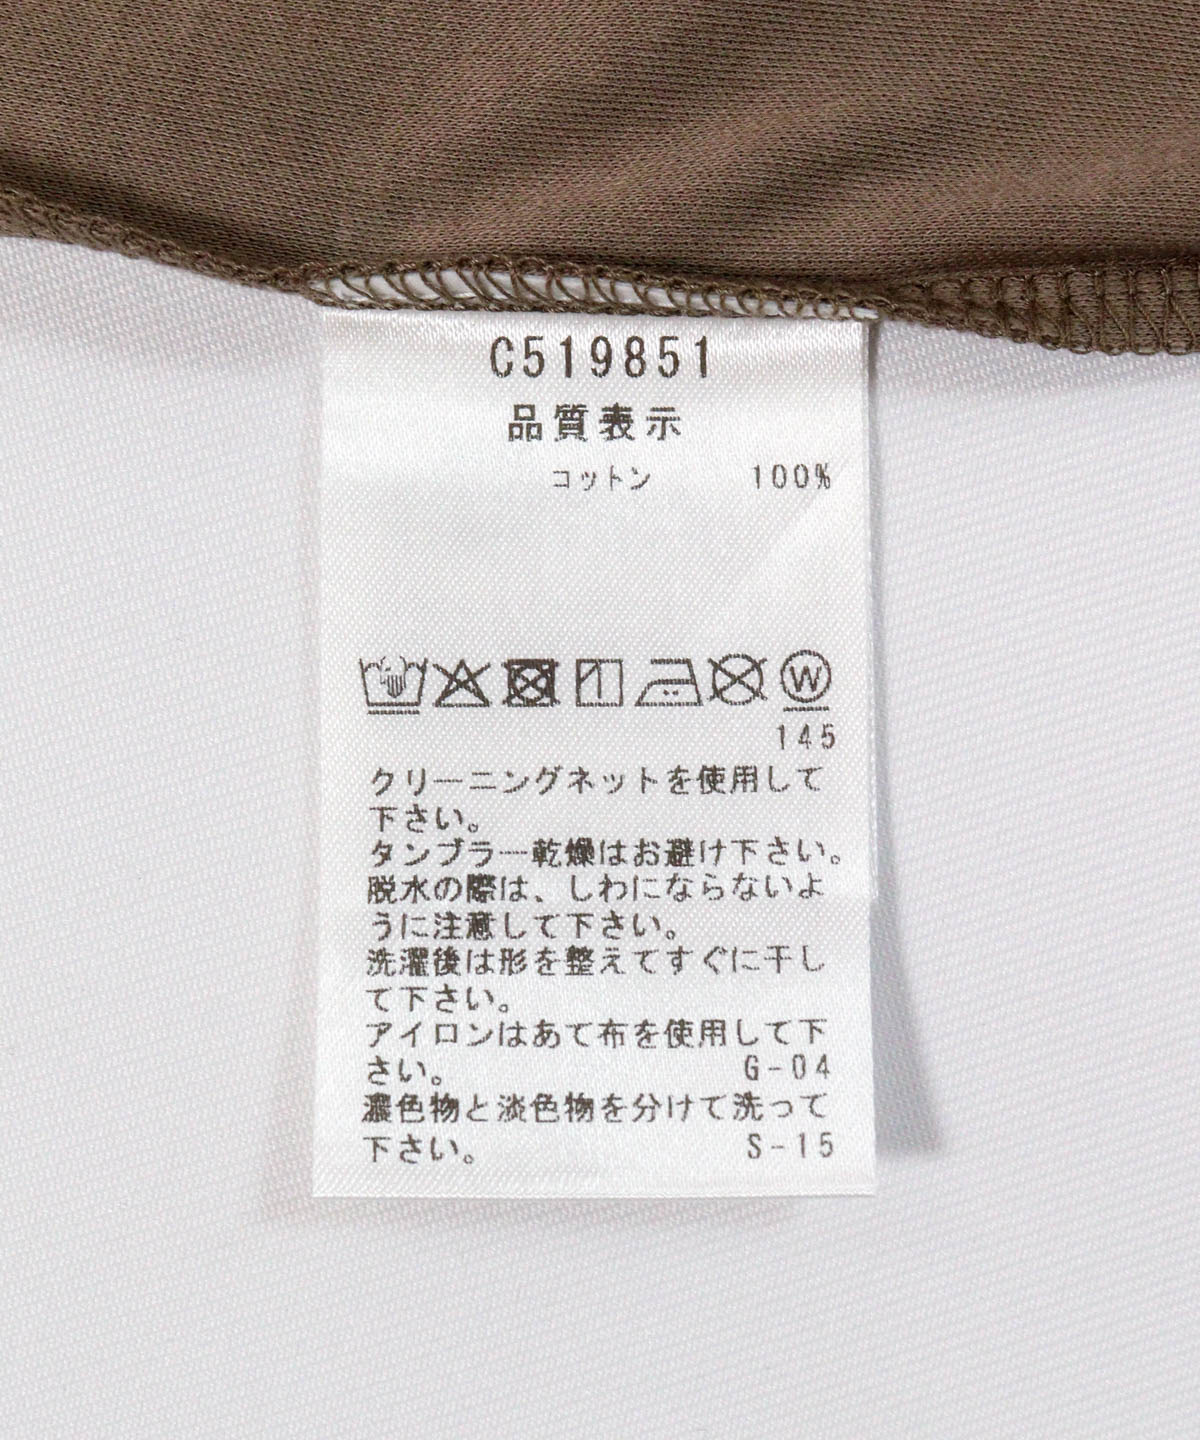 C519851
品質表示
コットン 100%
W
145
クリーニングネットを使用して
下さい。
タンブラー乾燥はお避け下さい。
脱水の際は、しわにならないよ
うに注意して下さい。
洗濯後は形を整えてすぐに干し
て下さい。
アイロンはあて布を使用して下
さい。 G-04
濃色物と淡色物を分けて洗って
下さい。 S-15